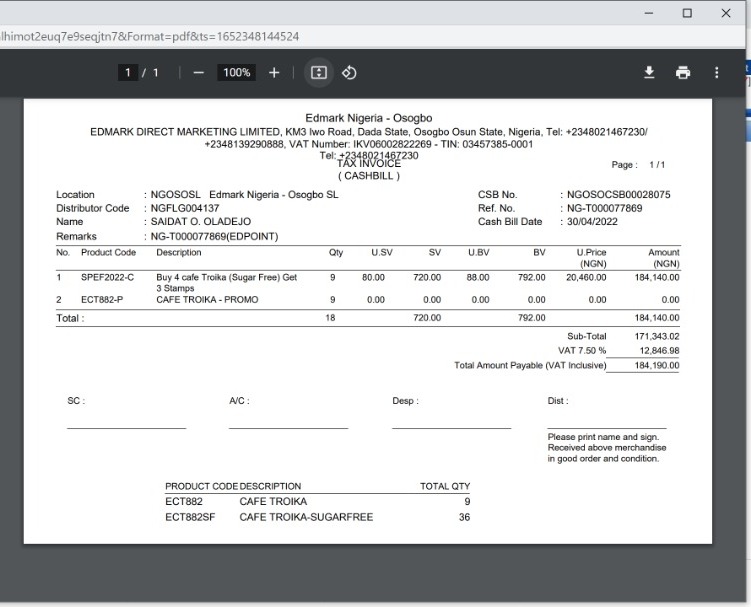 lhimot2euq7e9seqjtn7&Format=pdf&ts=1652348144524
1 / 1 | − 100% + |
Edmark Nigeria - Osogbo
EDMARK DIRECT MARKETING LIMITED, KM3 Iwo Road, Dada State, Osogbo Osun State, Nigeria, Tel: +2348021467230/
+2348139290888, VAT Number: IKV06002822269 - TIN: 03457385-0001
Tel: +2348021467230
TAX INVOICE
( CASHBILL )
Page : 1 / 1
Location : NGOSOSL Edmark Nigeria - Osogbo SL CSB No. : NGOSOCSB00028075
Distributor Code : NGFLG004137 Ref. No. : NG-T000077869
Name : SAIDAT O. OLADEJO Cash Bill Date : 30/04/2022
Remarks : NG-T000077869(EDPOINT)
No. Product Code Description Qty U.SV SV U.BV BV U.Price (NGN) Amount (NGN)
1 SPEF2022-C Buy 4 cafe Troika (Sugar Free) Get 9 80.00 720.00 88.00 792.00 20,460.00 184,140.00
3 Stamps
2 ECT882-P CAFE TROIKA - PROMO 9 0.00 0.00 0.00 0.00 0.00 0.00
Total : 18 720.00 792.00 184,140.00
Sub-Total 171,343.02
VAT 7.50 % 12,846.98
Total Amount Payable (VAT Inclusive) 184,190.00
SC : A/C : Desp : Dist :
Please print name and sign.
Received above merchandise
in good order and condition.
PRODUCT CODE DESCRIPTION TOTAL QTY
ECT882 CAFE TROIKA 9
ECT882SF CAFE TROIKA-SUGARFREE 36